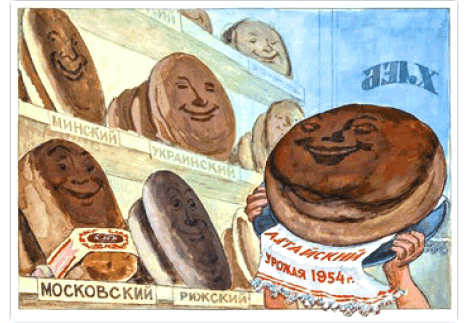 ХЛЕБ
МИНСКИЙ
УКРАИНСКИЙ
АЛТАЙСКИЙ
УРОЖАЯ 1954 г.
МОСКОВСКИЙ
РИЖСКИЙ